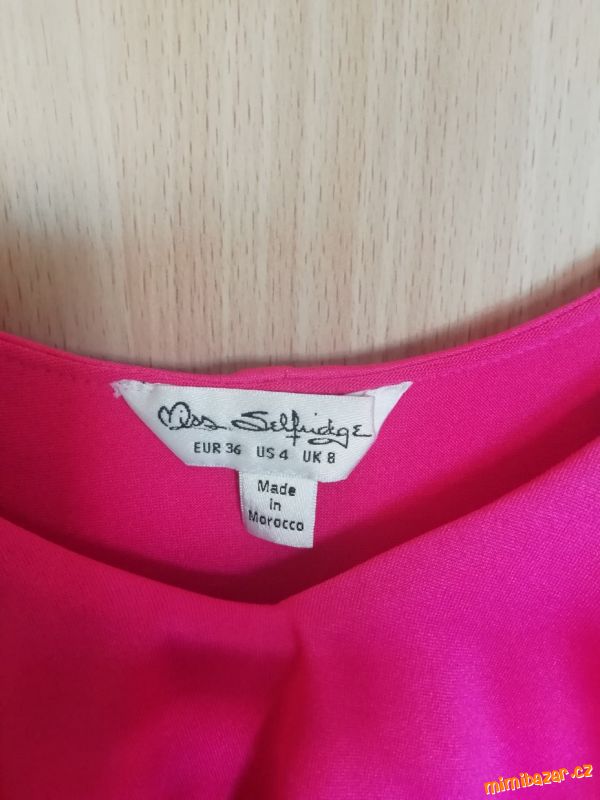 Miss Selfridge
EUR 36 US 4 UK 8
Made
in
Morocco
mimibazar.cz